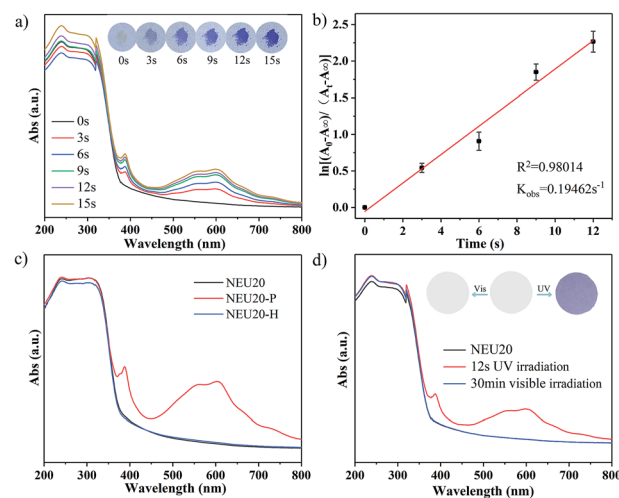 a)
0s 3s 6s 9s 12s 15s
0s
3s
6s
9s
12s
15s
Abs (a.u.)
200 300 400 500 600 700 800
Wavelength (nm)
b)
ln[(A₀-A∞)/（Aₜ-A∞)]
2.5
2.0
1.5
1.0
0.5
0.0
R²=0.98014
K_obs=0.19462s⁻¹
0 2 4 6 8 10 12
Time (s)
c)
NEU20
NEU20-P
NEU20-H
Abs (a.u.)
200 300 400 500 600 700 800
Wavelength (nm)
d)
Vis UV
NEU20
12s UV irradiation
30min visible irradiation
Abs (a.u.)
200 300 400 500 600 700 800
Wavelength (nm)